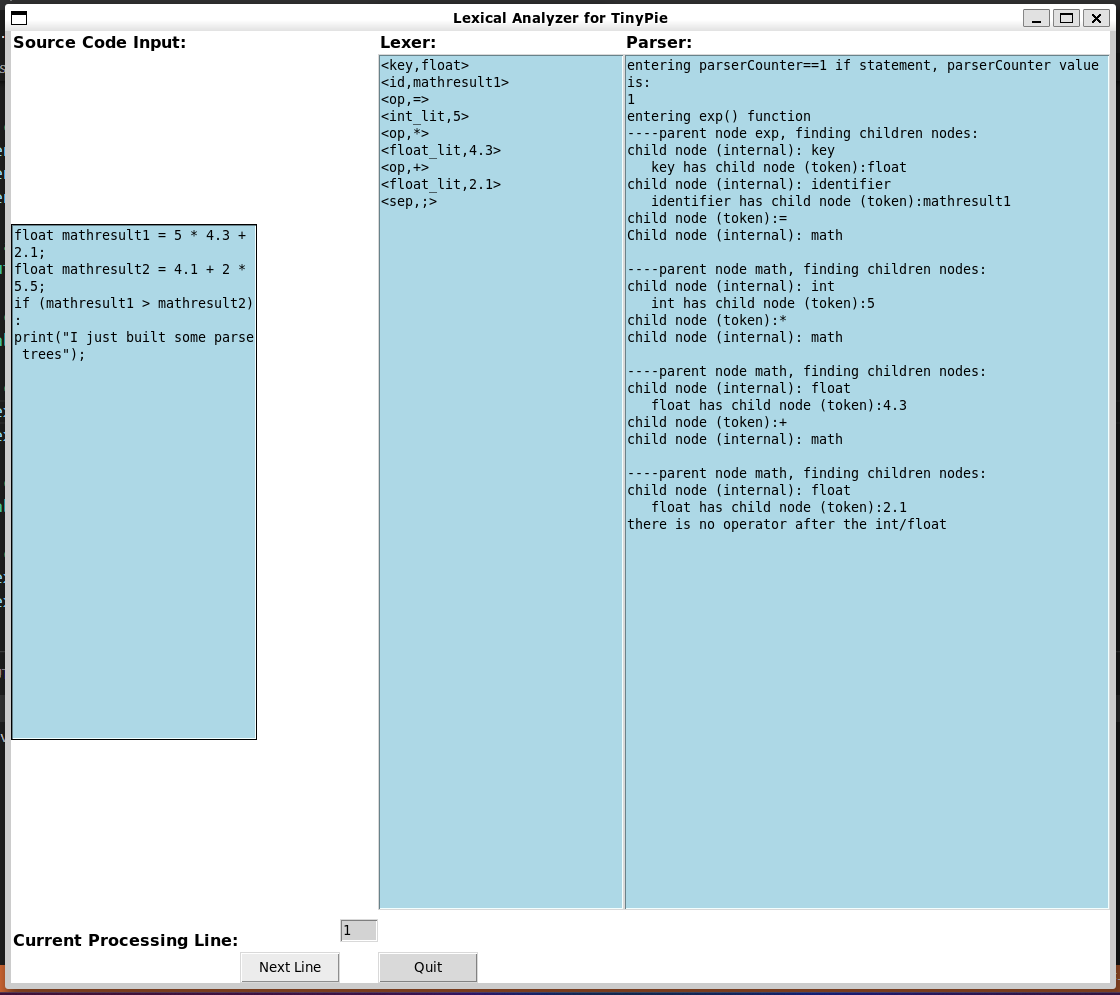 Lexical Analyzer for TinyPie
Source Code Input:
float mathresult1 = 5 * 4.3 +
2.1;
float mathresult2 = 4.1 + 2 *
5.5;
if (mathresult1 > mathresult2)
:
print("I just built some parse
 trees");
Lexer:
<key,float>
<id,mathresult1>
<op,=>
<int_lit,5>
<op,*>
<float_lit,4.3>
<op,+>
<float_lit,2.1>
<sep,;>
Parser:
entering parserCounter==1 if statement, parserCounter value
is:
1
entering exp() function
----parent node exp, finding children nodes:
child node (internal): key
   key has child node (token):float
child node (internal): identifier
   identifier has child node (token):mathresult1
child node (token):=
Child node (internal): math

----parent node math, finding children nodes:
child node (internal): int
   int has child node (token):5
child node (token):*
child node (internal): math

----parent node math, finding children nodes:
child node (internal): float
   float has child node (token):4.3
child node (token):+
child node (internal): math

----parent node math, finding children nodes:
child node (internal): float
   float has child node (token):2.1
there is no operator after the int/float
Current Processing Line:
1
Next Line
Quit